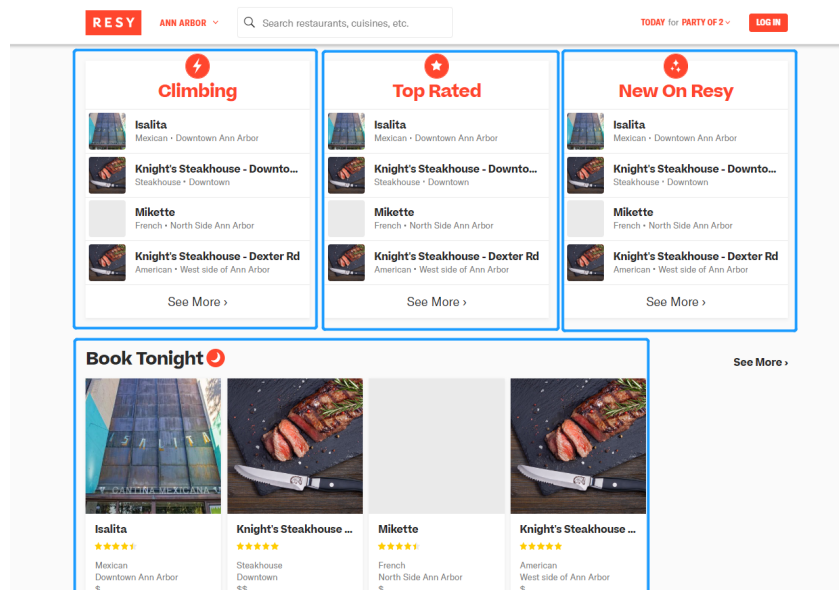 RESY
ANN ARBOR
Search restaurants, cuisines, etc.
TODAY for PARTY OF 2
LOG IN
Climbing
Isalita
Mexican • Downtown Ann Arbor
Knight's Steakhouse - Downto...
Steakhouse • Downtown
Mikette
French • North Side Ann Arbor
Knight's Steakhouse - Dexter Rd
American • West side of Ann Arbor
See More ›
Top Rated
Isalita
Mexican • Downtown Ann Arbor
Knight's Steakhouse - Downto...
Steakhouse • Downtown
Mikette
French • North Side Ann Arbor
Knight's Steakhouse - Dexter Rd
American • West side of Ann Arbor
See More ›
New On Resy
Isalita
Mexican • Downtown Ann Arbor
Knight's Steakhouse - Downto...
Steakhouse • Downtown
Mikette
French • North Side Ann Arbor
Knight's Steakhouse - Dexter Rd
American • West side of Ann Arbor
See More ›
Book Tonight
See More ›
ISALITA
CANTINA MEXICANA
Isalita
Mexican
Downtown Ann Arbor
$
Knight's Steakhouse ...
Steakhouse
Downtown
$$
Mikette
French
North Side Ann Arbor
$
Knight's Steakhouse ...
American
West side of Ann Arbor
$